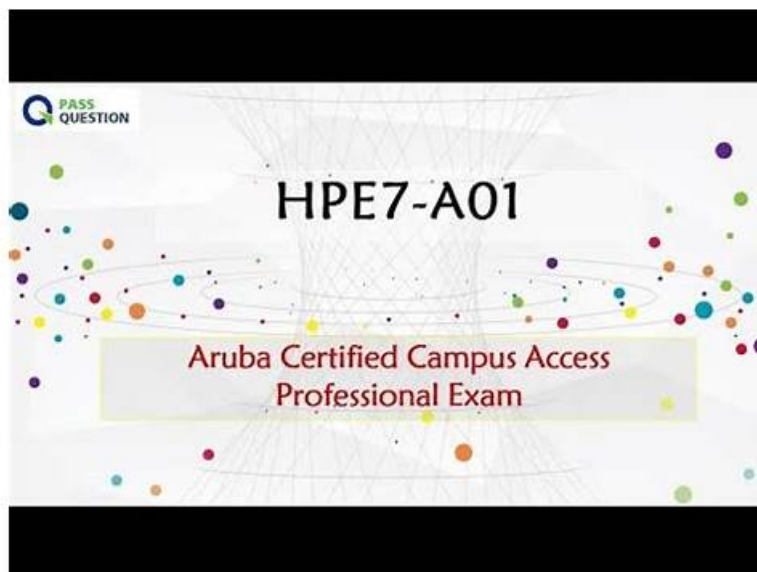 PASS
QUESTION
HPE7-A01
Aruba Certified Campus Access
Professional Exam